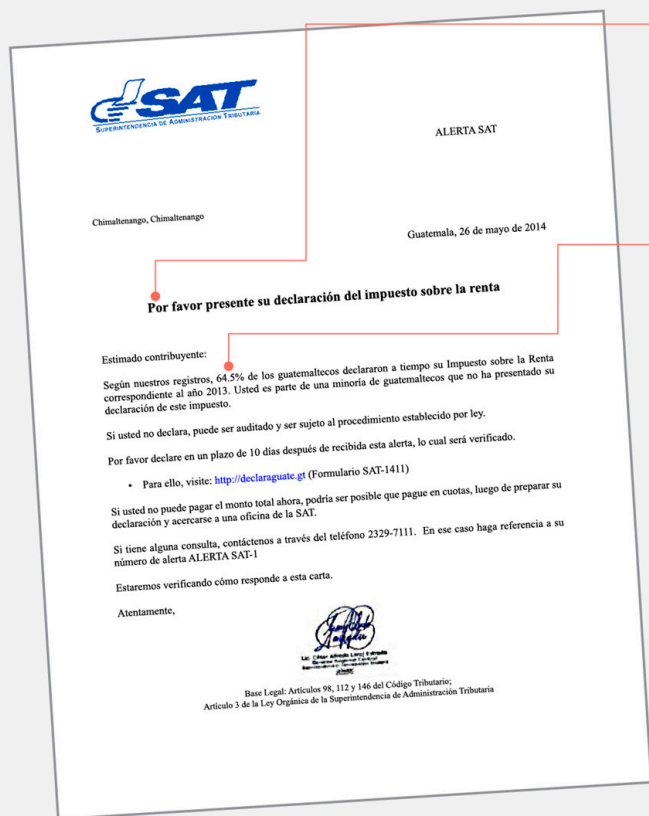 SAT
SUPERINTENDENCIA DE ADMINISTRACIÓN TRIBUTARIA
ALERTA SAT
Chimaltenango, Chimaltenango
Guatemala, 26 de mayo de 2014
Por favor presente su declaración del impuesto sobre la renta
Estimado contribuyente:
Según nuestros registros, 64.5% de los guatemaltecos declararon a tiempo su Impuesto sobre la Renta
correspondiente al año 2013. Usted es parte de una minoría de guatemaltecos que no ha presentado su
declaración de este impuesto.
Si usted no declara, puede ser auditado y ser sujeto al procedimiento establecido por ley.
Por favor declare en un plazo de 10 días después de recibida esta alerta, lo cual será verificado.
• Para ello, visite: http://declaraguate.gt (Formulario SAT-1411)
Si usted no puede pagar el monto total ahora, podría ser posible que pague en cuotas, luego de preparar su
declaración y acercarse a una oficina de la SAT.
Si tiene alguna consulta, contáctenos a través del teléfono 2329-7111. En ese caso haga referencia a su
número de alerta ALERTA SAT-1
Estaremos verificando cómo responde a esta carta.
Atentamente,
Base Legal: Artículos 98, 112 y 146 del Código Tributario;
Artículo 3 de la Ley Orgánica de la Superintendencia de Administración Tributaria